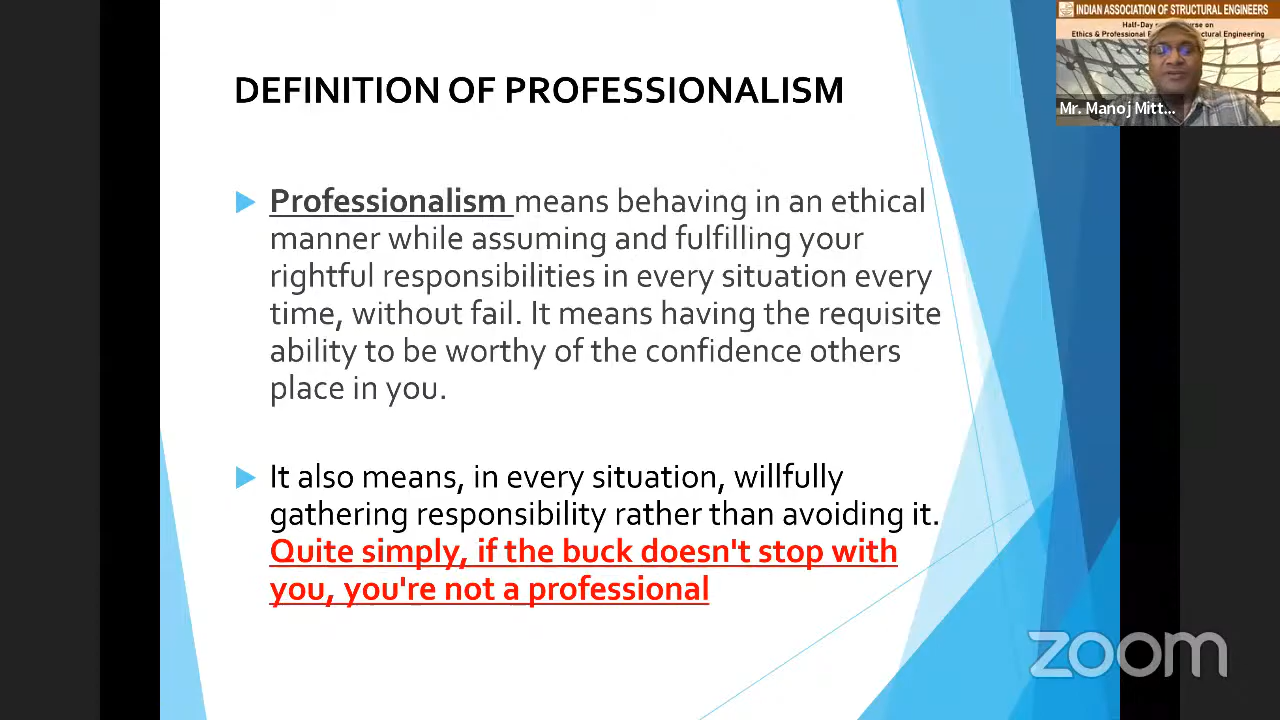 INDIAN ASSOCIATION OF STRUCTURAL ENGINEERS
Half-Day
Ethics & Professional
Structural Engineering
Mr. Manoj Mitt...
DEFINITION OF PROFESSIONALISM
Professionalism means behaving in an ethical
manner while assuming and fulfilling your
rightful responsibilities in every situation every
time, without fail. It means having the requisite
ability to be worthy of the confidence others
place in you.
It also means, in every situation, willfully
gathering responsibility rather than avoiding it.
Quite simply, if the buck doesn't stop with
you, you're not a professional
zoom